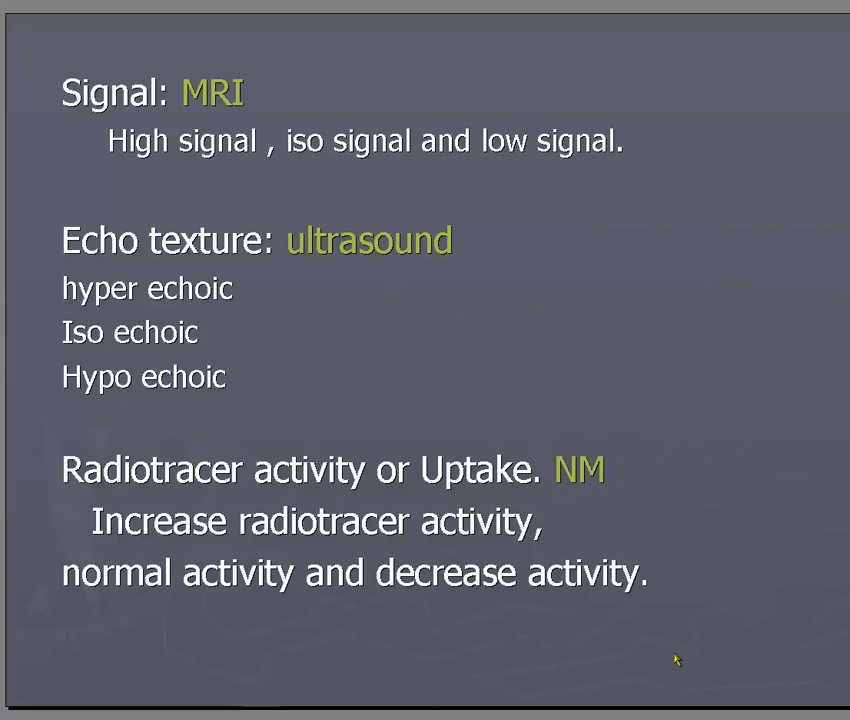 Signal: MRI
High signal , iso signal and low signal.
Echo texture: ultrasound
hyper echoic
Iso echoic
Hypo echoic
Radiotracer activity or Uptake. NM
Increase radiotracer activity,
normal activity and decrease activity.